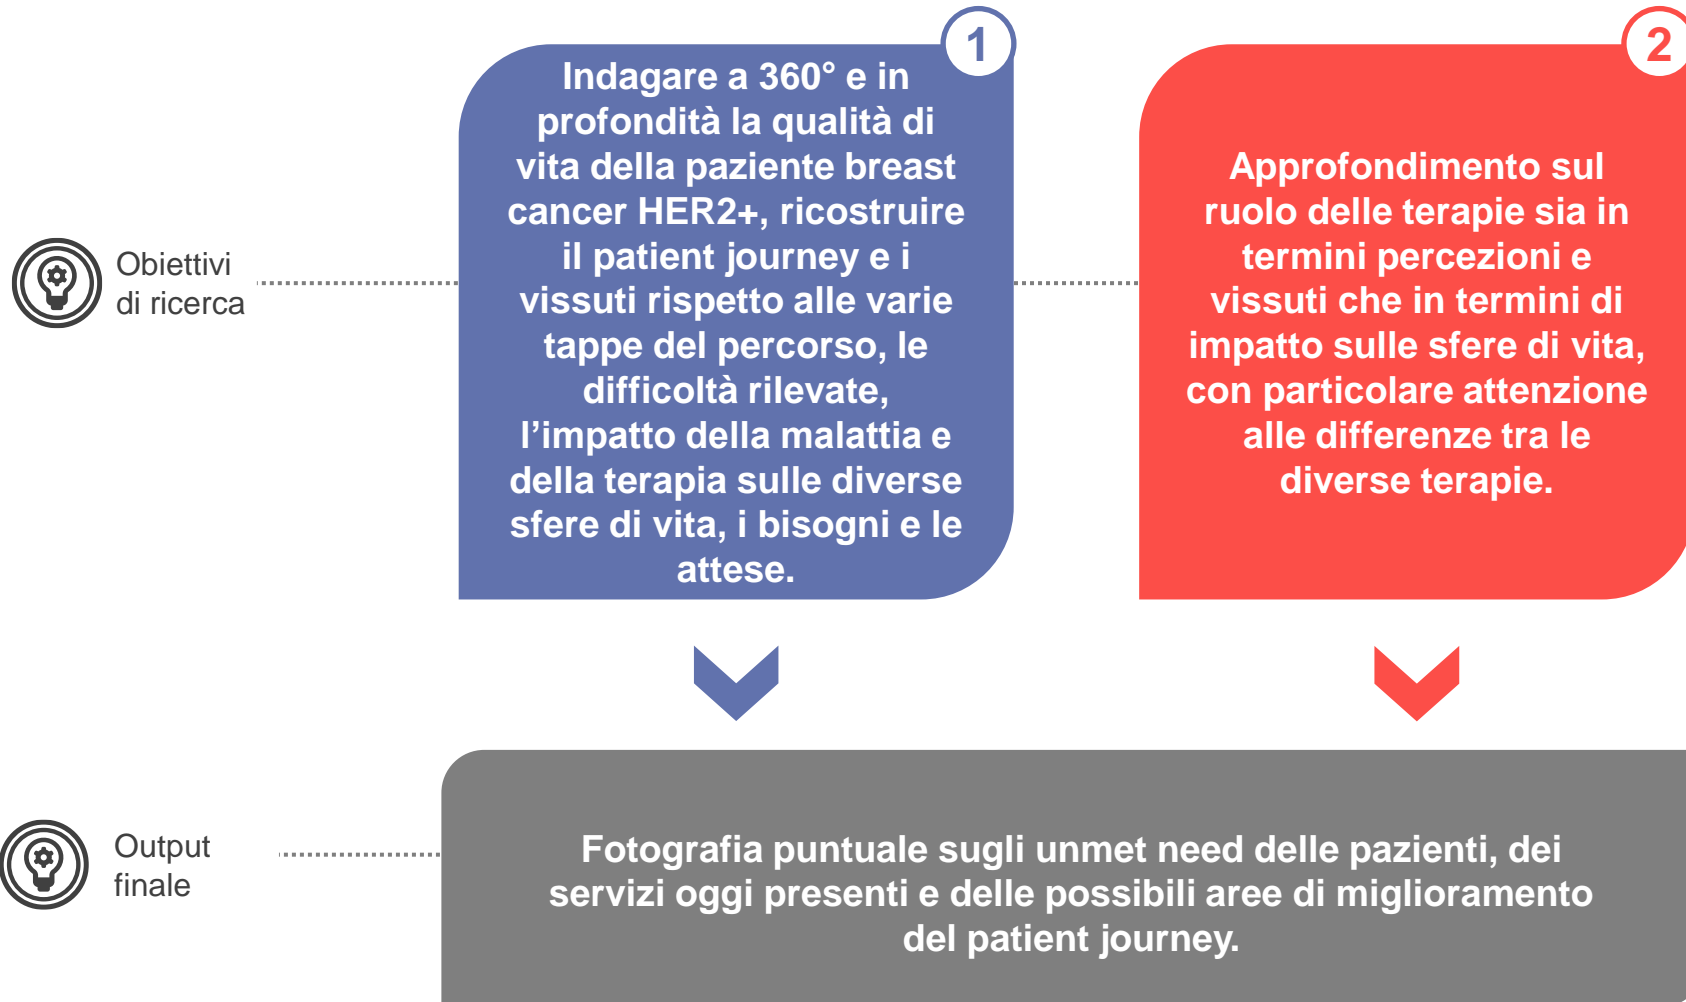 1
Indagare a 360° e in
profondità la qualità di
vita della paziente breast
cancer HER2+, ricostruire
il patient journey e i
vissuti rispetto alle varie
tappe del percorso, le
difficoltà rilevate,
l’impatto della malattia e
della terapia sulle diverse
sfere di vita, i bisogni e le
attese.
2
Approfondimento sul
ruolo delle terapie sia in
termini percezioni e
vissuti che in termini di
impatto sulle sfere di vita,
con particolare attenzione
alle differenze tra le
diverse terapie.
Obiettivi
di ricerca
Output
finale
Fotografia puntuale sugli unmet need delle pazienti, dei
servizi oggi presenti e delle possibili aree di miglioramento
del patient journey.